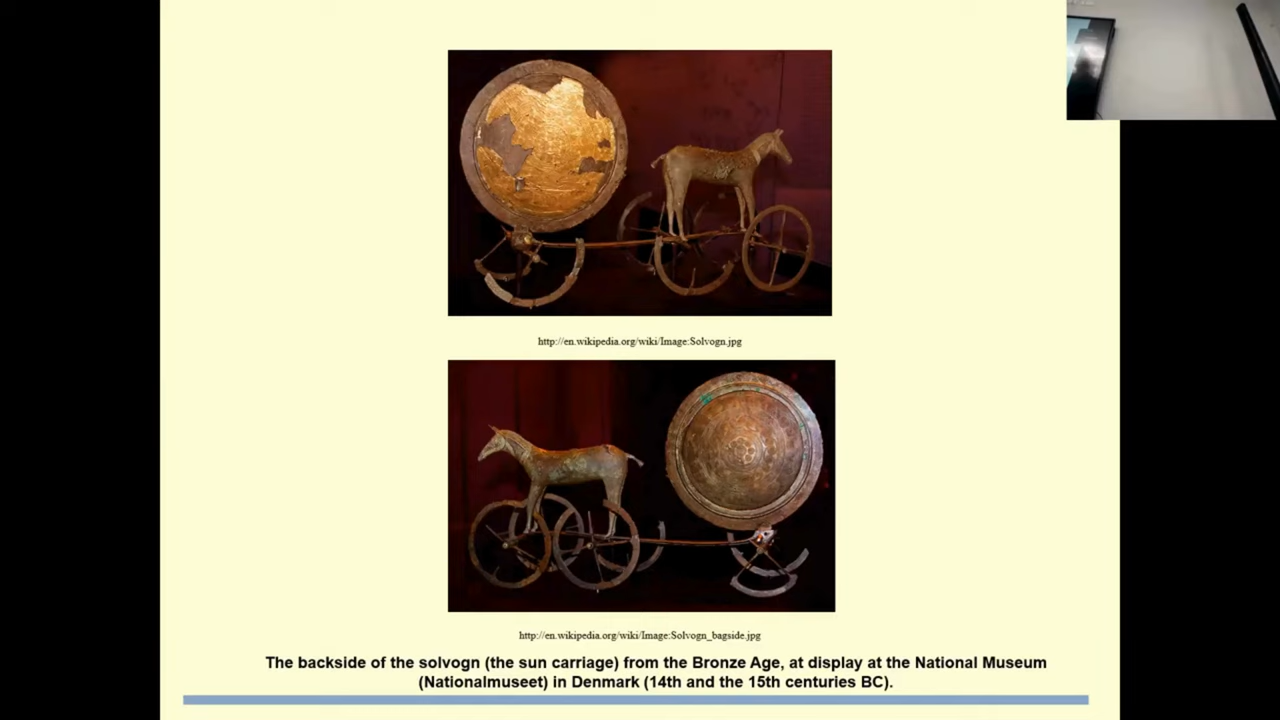 http://en.wikipedia.org/wiki/Image:Solvogn.jpg
http://en.wikipedia.org/wiki/Image:Solvogn_bagside.jpg
The backside of the solvogn (the sun carriage) from the Bronze Age, at display at the National Museum
(Nationalmuseet) in Denmark (14th and the 15th centuries BC).